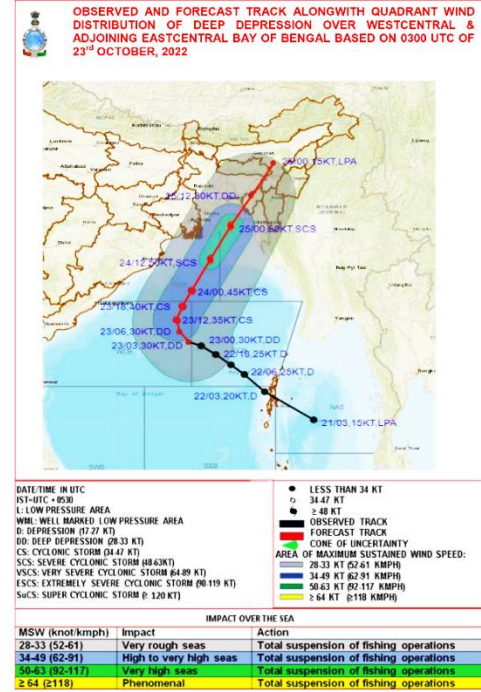 OBSERVED AND FORECAST TRACK ALONGWITH QUADRANT WIND
DISTRIBUTION OF DEEP DEPRESSION OVER WESTCENTRAL &
ADJOINING EASTCENTRAL BAY OF BENGAL BASED ON 0300 UTC OF
23rd OCTOBER, 2022
26/00,15KT,LPA
25/12,30KT,DD
25/00,50KT,SCS
24/12,50KT,SCS
24/00,45KT,CS
23/18,40KT,CS
23/12,35KT,CS
23/06,30KT,DD
23/00,30KT,DD
23/03,30KT,DD
22/18,25KT,D
22/06,25KT,D
22/03,20KT,D
21/03,15KT,LPA
DATE/TIME IN UTC
IST=UTC + 0530
L: LOW PRESSURE AREA
WML: WELL MARKED LOW PRESSURE AREA
D: DEPRESSION (17-27 KT)
DD: DEEP DEPRESSION (28-33 KT)
CS: CYCLONIC STORM (34-47 KT)
SCS: SEVERE CYCLONIC STORM (48-63KT)
VSCS: VERY SEVERE CYCLONIC STORM (64-89 KT)
ESCS: EXTREMELY SEVERE CYCLONIC STORM (90-119 KT)
SuCS: SUPER CYCLONIC STORM (≥ 120 KT)
LESS THAN 34 KT
34-47 KT
≥ 48 KT
OBSERVED TRACK
FORECAST TRACK
CONE OF UNCERTAINTY
AREA OF MAXIMUM SUSTAINED WIND SPEED:
28-33 KT (52-61 KMPH)
34-49 KT (62-91 KMPH)
50-63 KT (92-117 KMPH)
≥ 64 KT (≥118 KMPH)
IMPACT OVER THE SEA
MSW (knot/kmph) Impact Action
28-33 (52-61) Very rough seas Total suspension of fishing operations
34-49 (62-91) High to very high seas Total suspension of fishing operations
50-63 (92-117) Very high seas Total suspension of fishing operations
≥ 64 (≥118) Phenomenal Total suspension of fishing operations